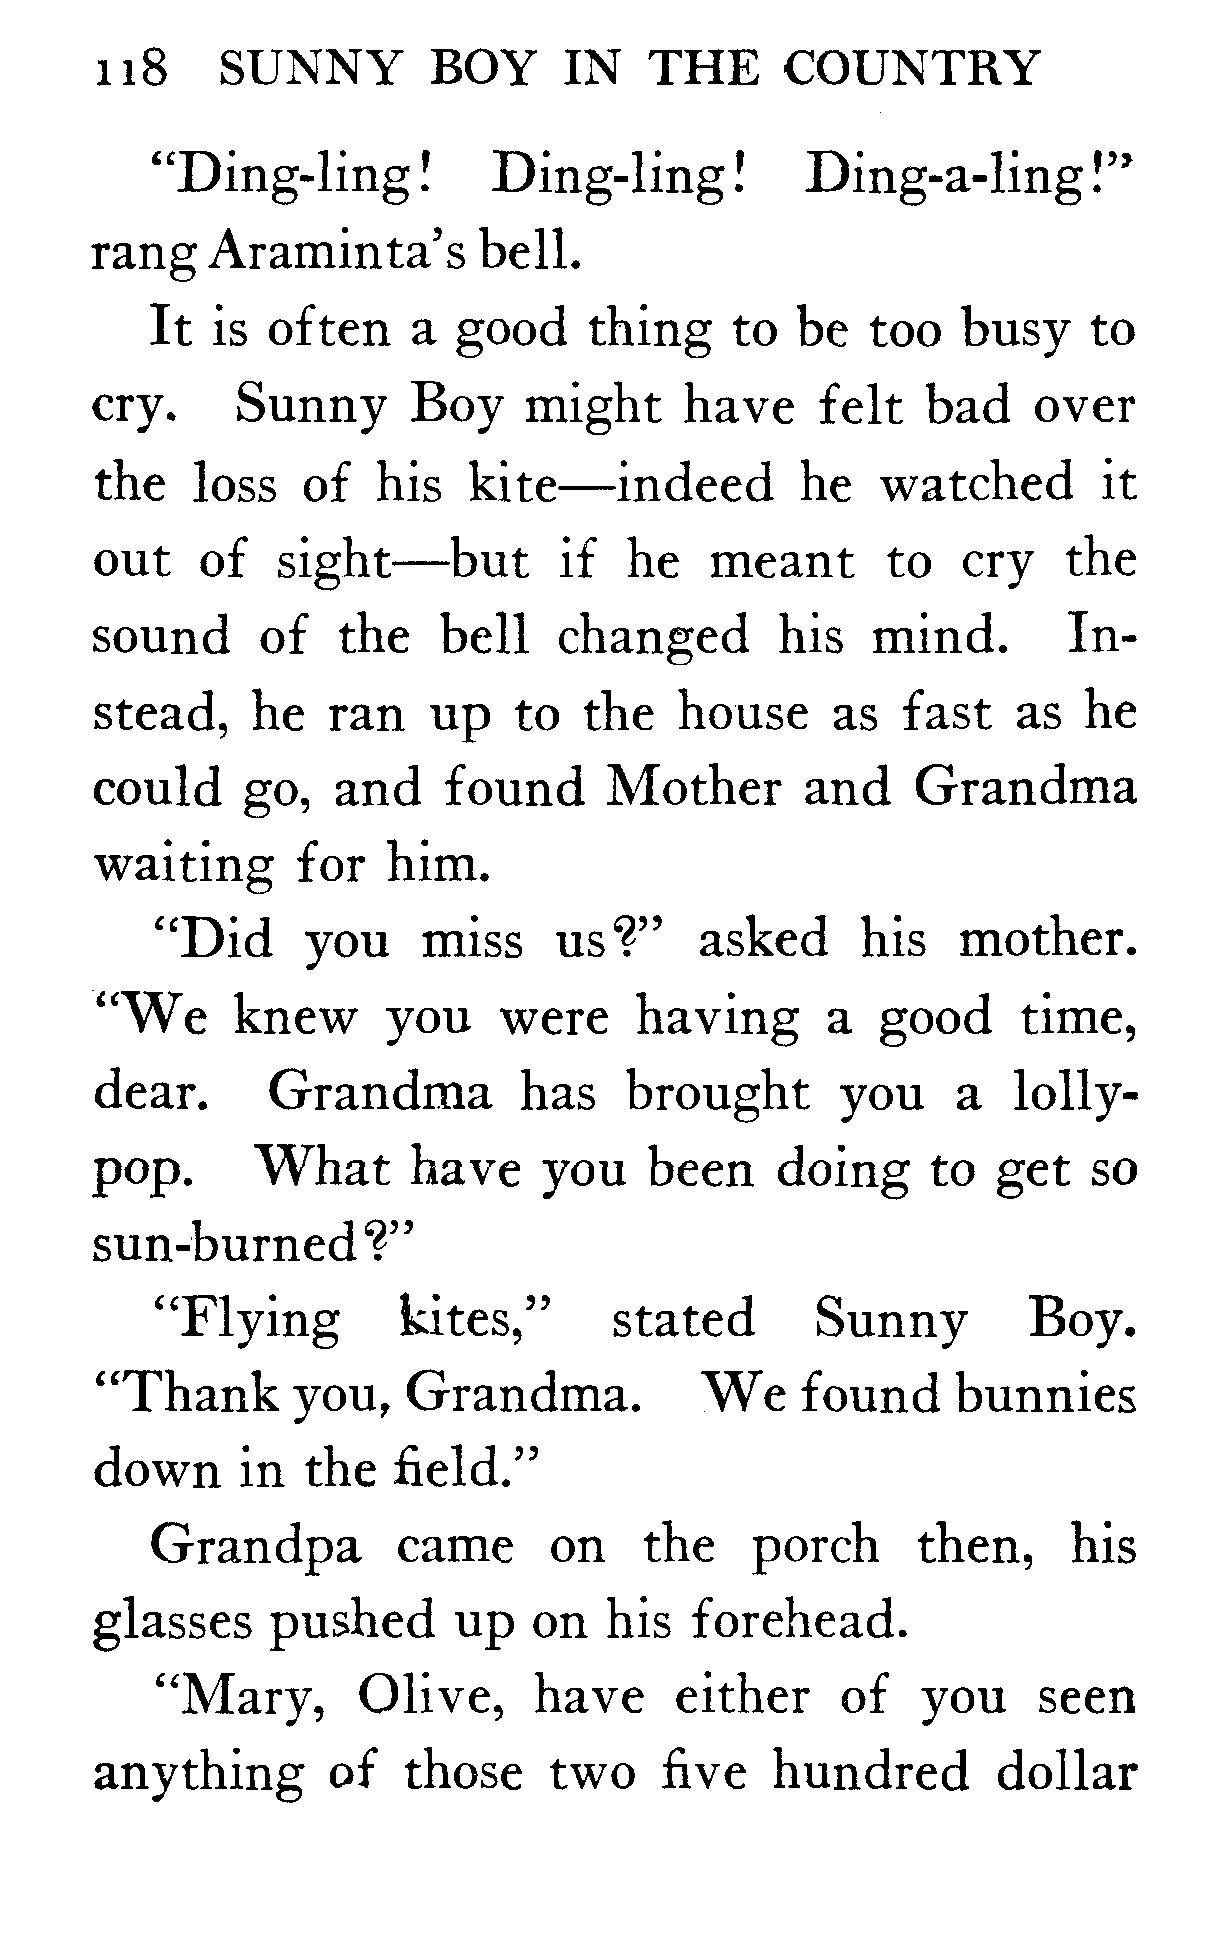 118 SUNNY BOY IN THE COUNTRY
“Ding-ling! Ding-ling! Ding-a-ling!”
rang Araminta’s bell.
It is often a good thing to be too busy to
cry. Sunny Boy might have felt bad over
the loss of his kite—indeed he watched it
out of sight—but if he meant to cry the
sound of the bell changed his mind. In-
stead, he ran up to the house as fast as he
could go, and found Mother and Grandma
waiting for him.
“Did you miss us?” asked his mother.
“We knew you were having a good time,
dear. Grandma has brought you a lolly-
pop. What have you been doing to get so
sun-burned?”
“Flying kites,” stated Sunny Boy.
“Thank you, Grandma. We found bunnies
down in the field.”
Grandpa came on the porch then, his
glasses pushed up on his forehead.
“Mary, Olive, have either of you seen
anything of those two five hundred dollar